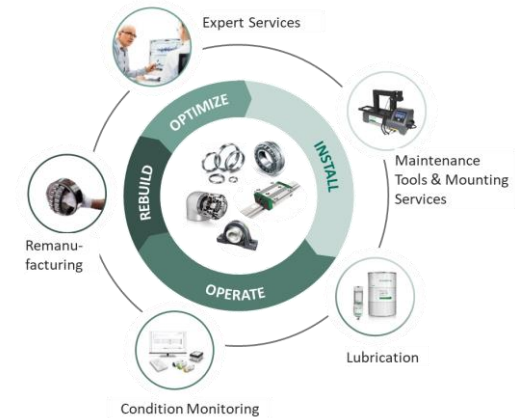 Expert Services
OPTIMIZE
INSTALL
Maintenance
Tools & Mounting
Services
REBUILD
Remanu-
facturing
OPERATE
Lubrication
Condition Monitoring